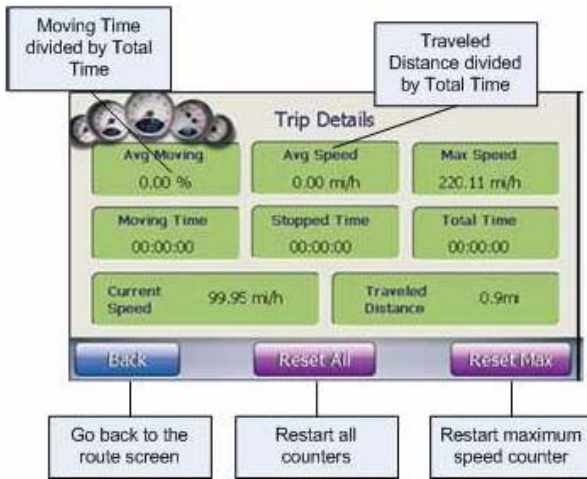 Moving Time
divided by Total
Time
Traveled
Distance divided
by Total Time
Trip Details
Avg Moving
0.00 %
Avg Speed
0.00 mi/h
Max Speed
220.11 mi/h
Moving Time
00:00:00
Stopped Time
00:00:00
Total Time
00:00:00
Current
Speed
99.95 mi/h
Traveled
Distance
0.9mi
Back
Reset All
Reset Max
Go back to the
route screen
Restart all
counters
Restart maximum
speed counter